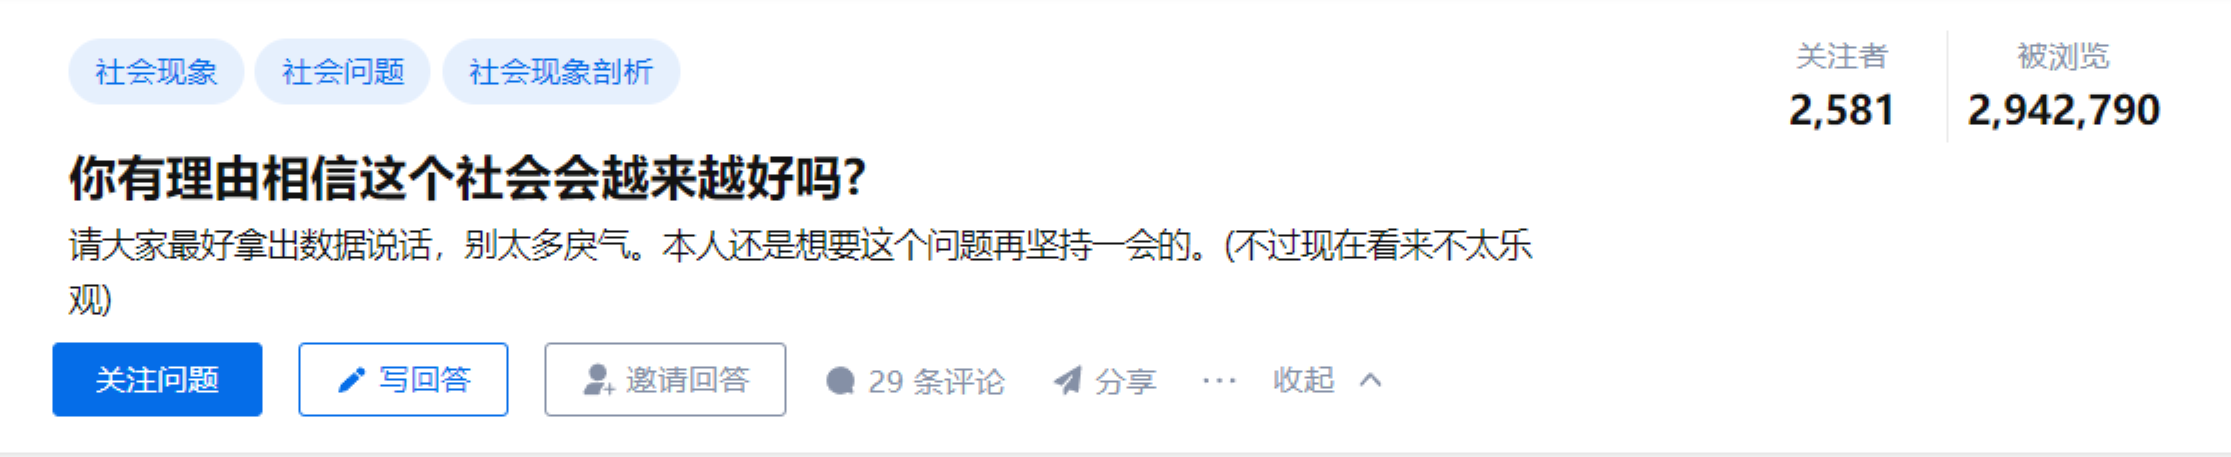 社会现象 社会问题 社会现象剖析
关注者 被浏览
2,581 2,942,790
你有理由相信这个社会会越来越好吗?
请大家最好拿出数据说话，别太多戾气。本人还是想要这个问题再坚持一会的。(不过现在看来不太乐
观)
关注问题 写回答 邀请回答 29 条评论 分享 ··· 收起